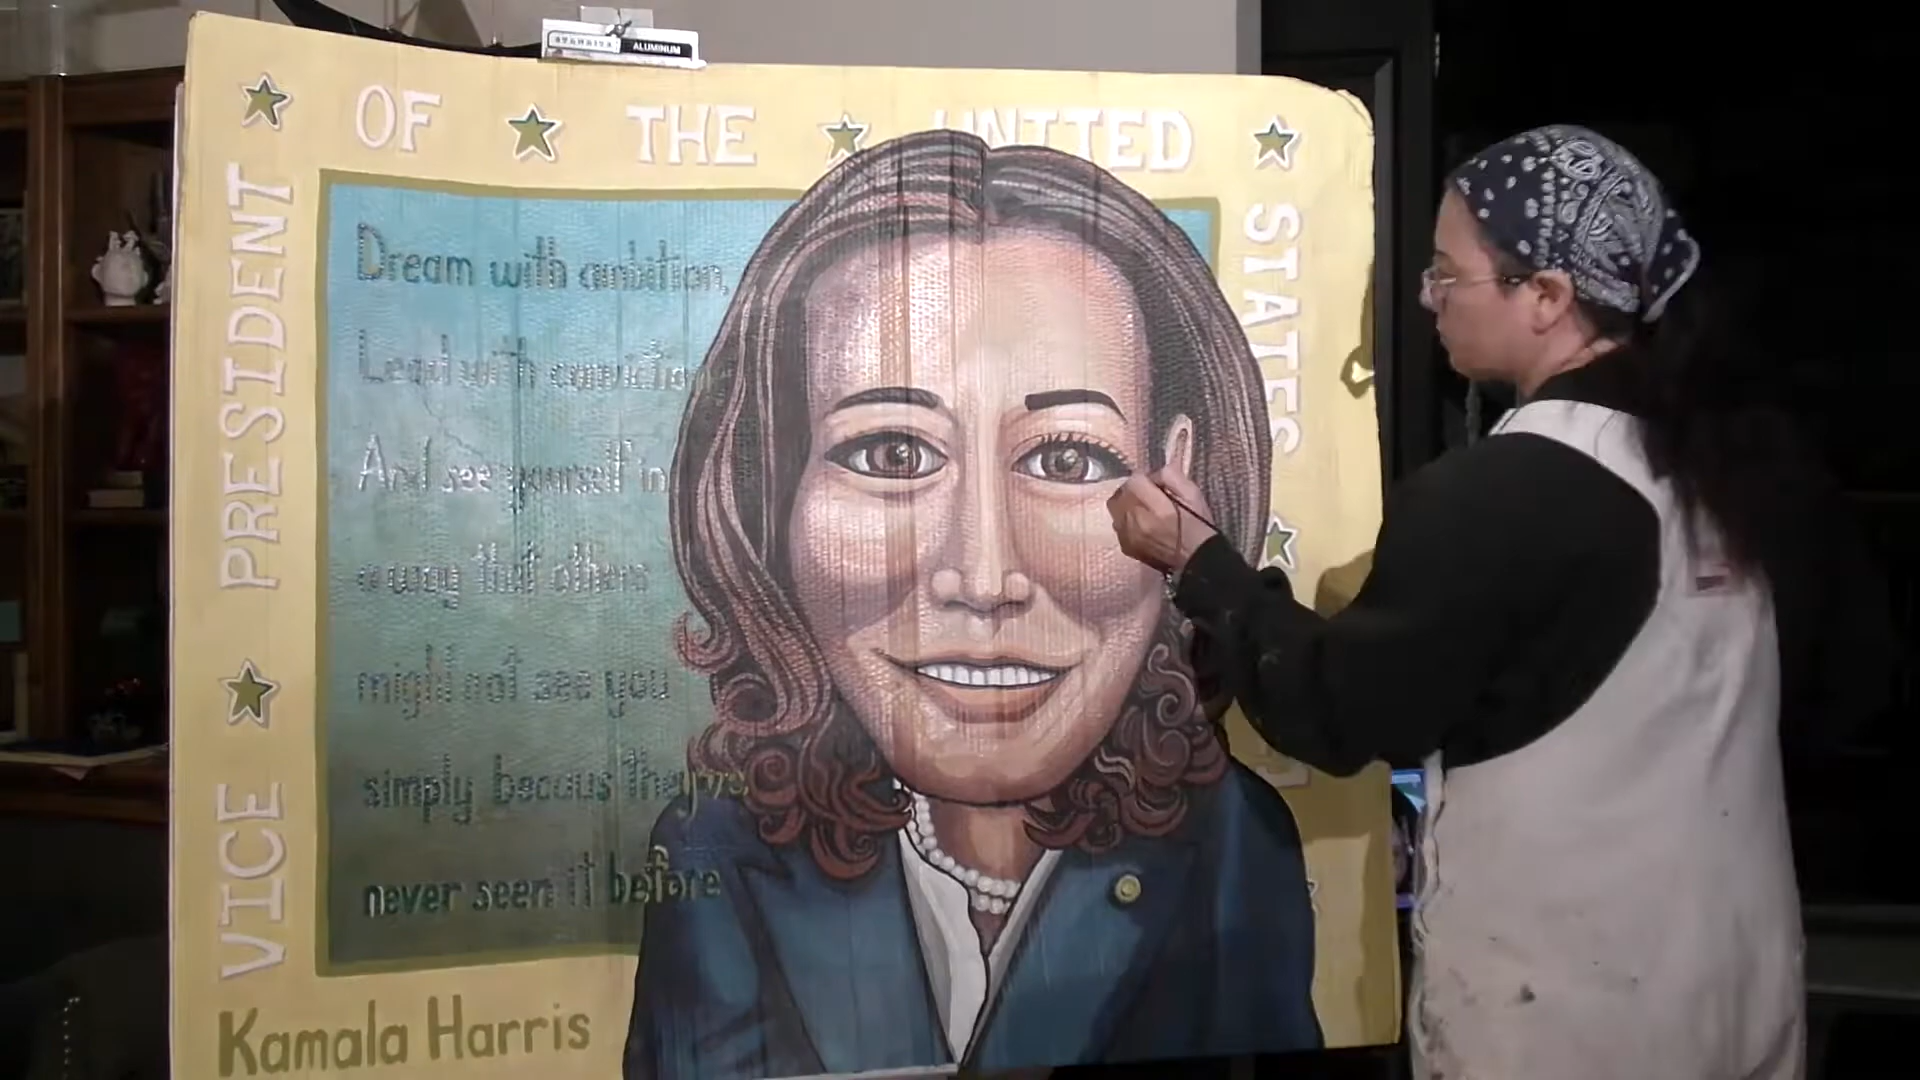 ALUMINUM
VICE PRESIDENT
OF THE UNITED
STATES
Dream with ambition,
Lead with conviction
And see yourself in
a way that others
might not see you
simply becaus they've
never seen it before
Kamala Harris